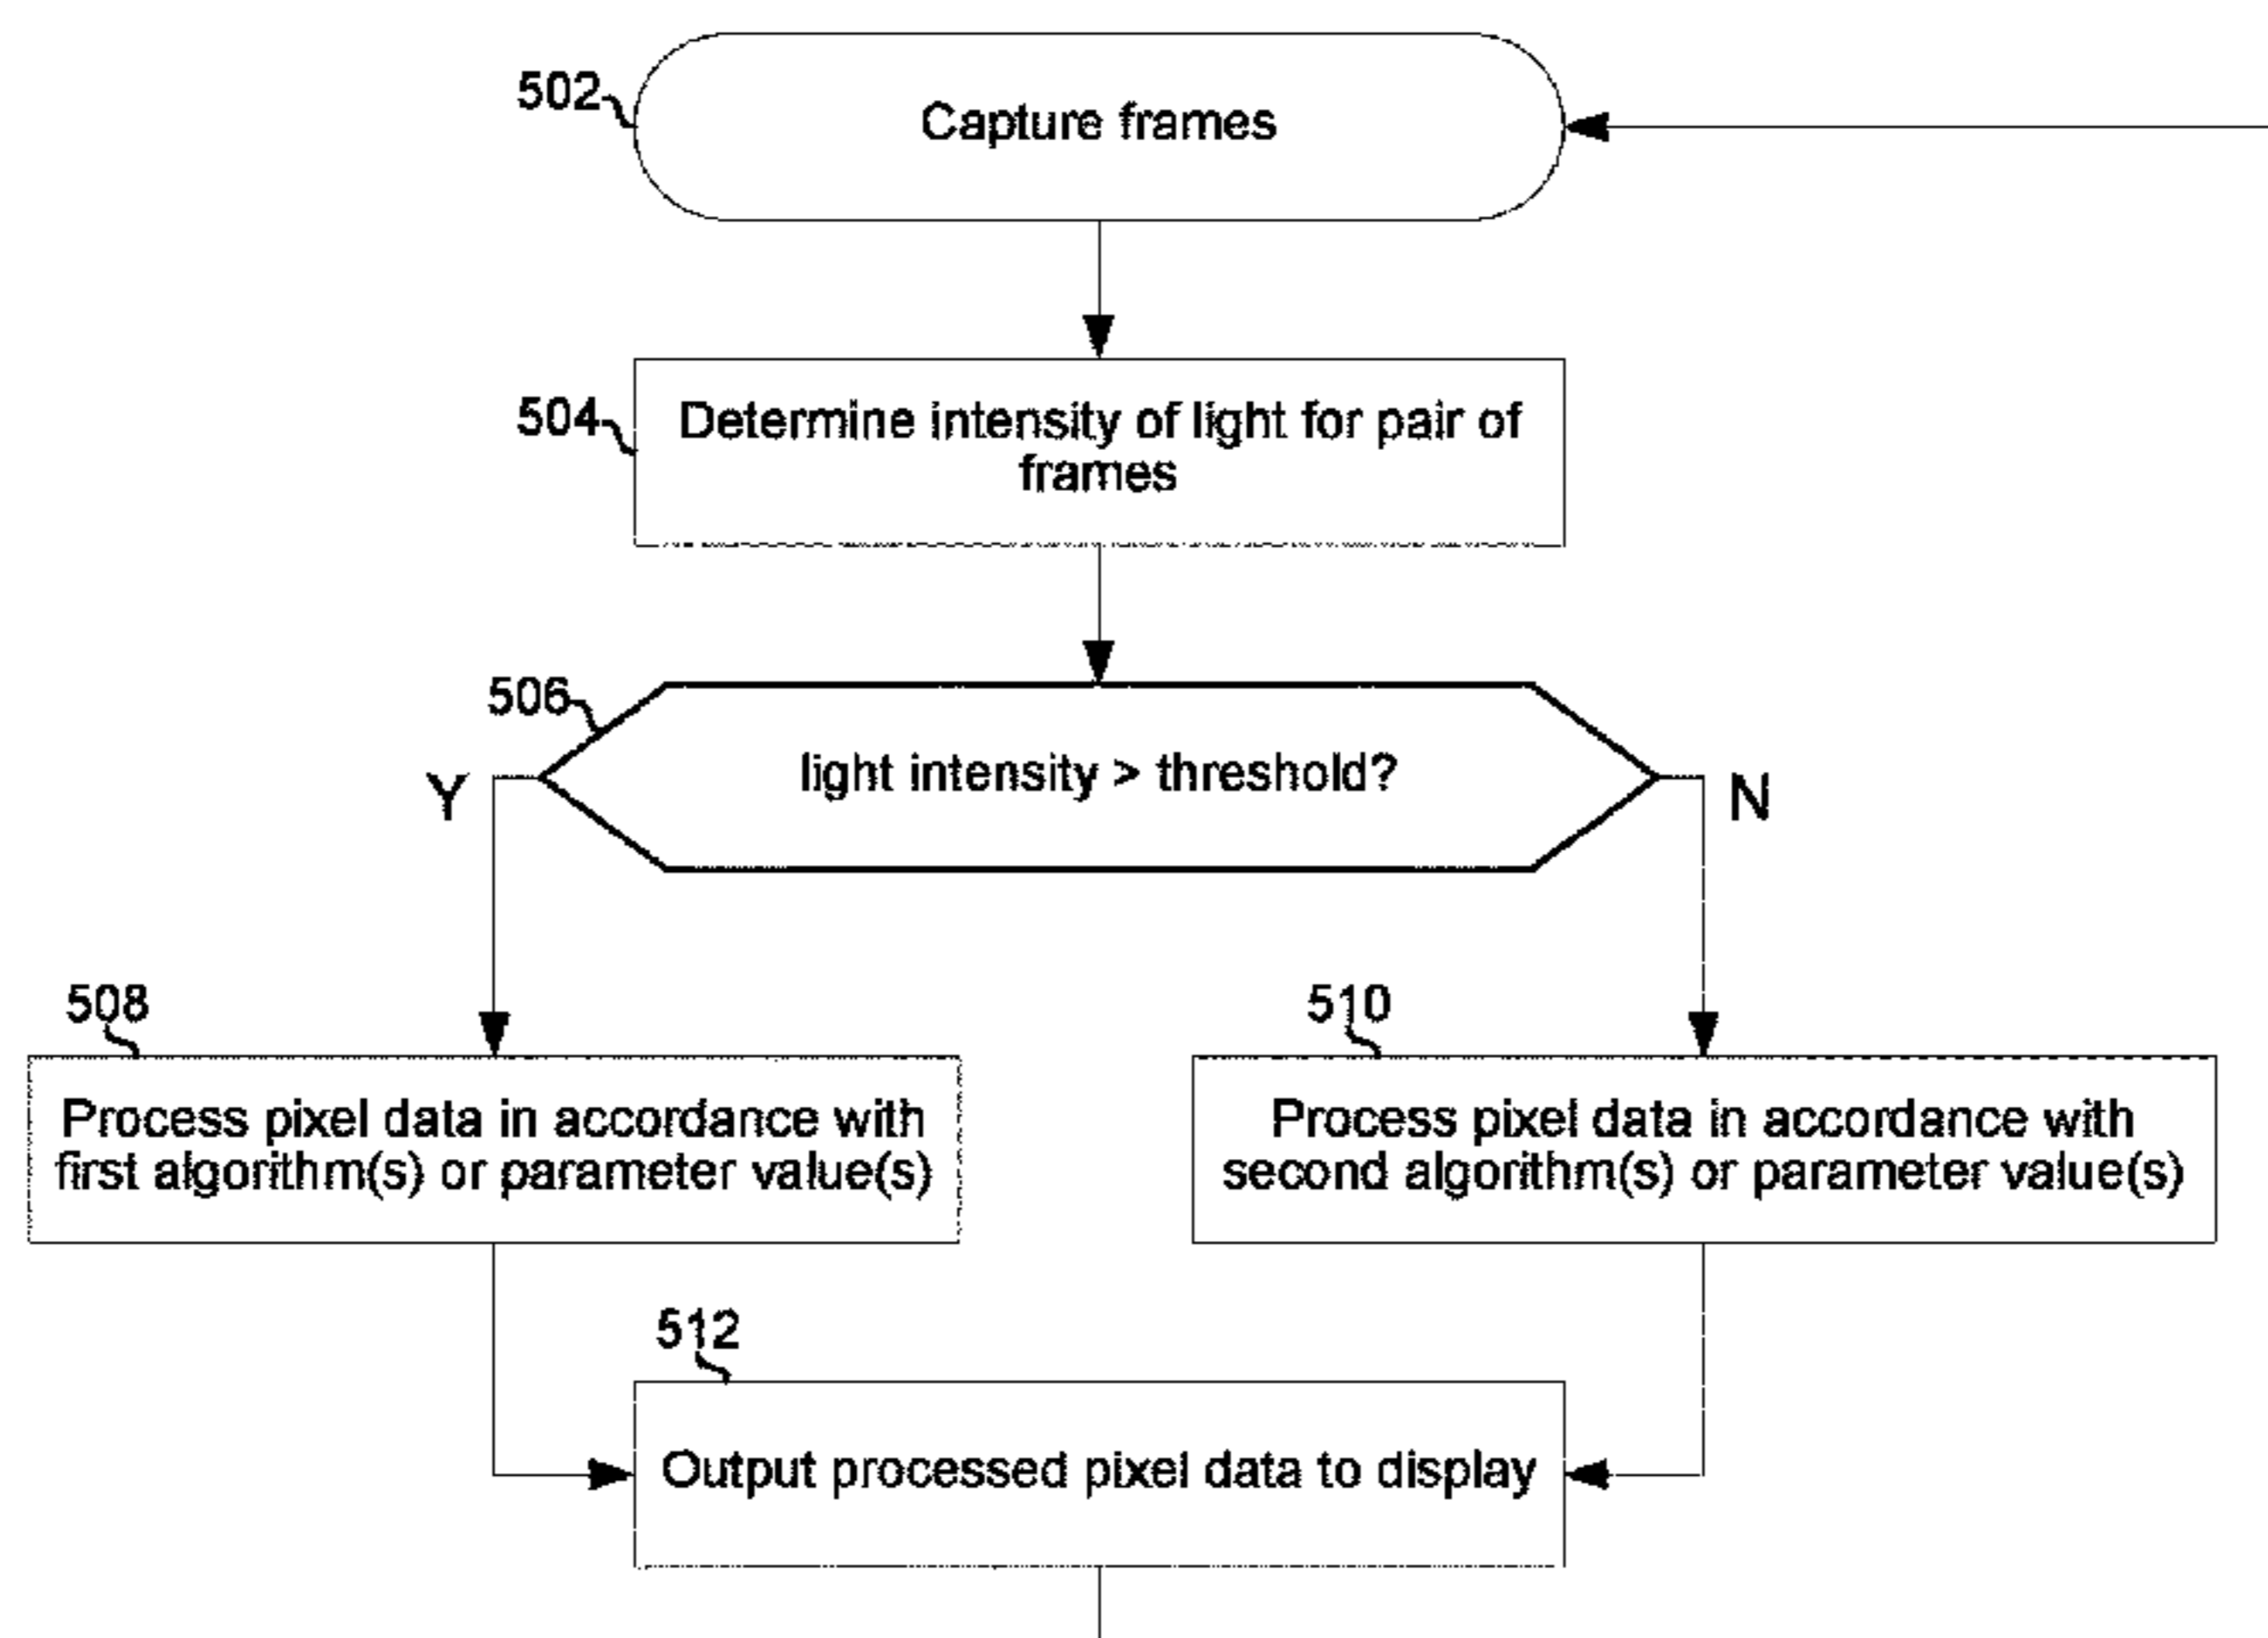 502
Capture frames
504
Determine intensity of light for pair of
frames
506
light intensity > threshold?
Y
N
508
510
Process pixel data in accordance with
first algorithm(s) or parameter value(s)
Process pixel data in accordance with
second algorithm(s) or parameter value(s)
512
Output processed pixel data to display